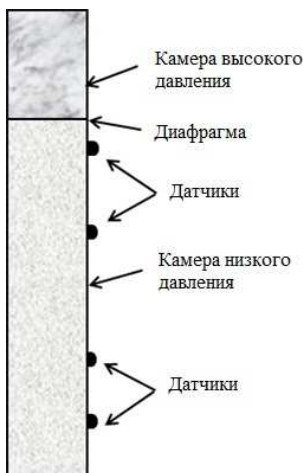 Камера высокого
давления
Диафрагма
Датчики
Камера низкого
давления
Датчики